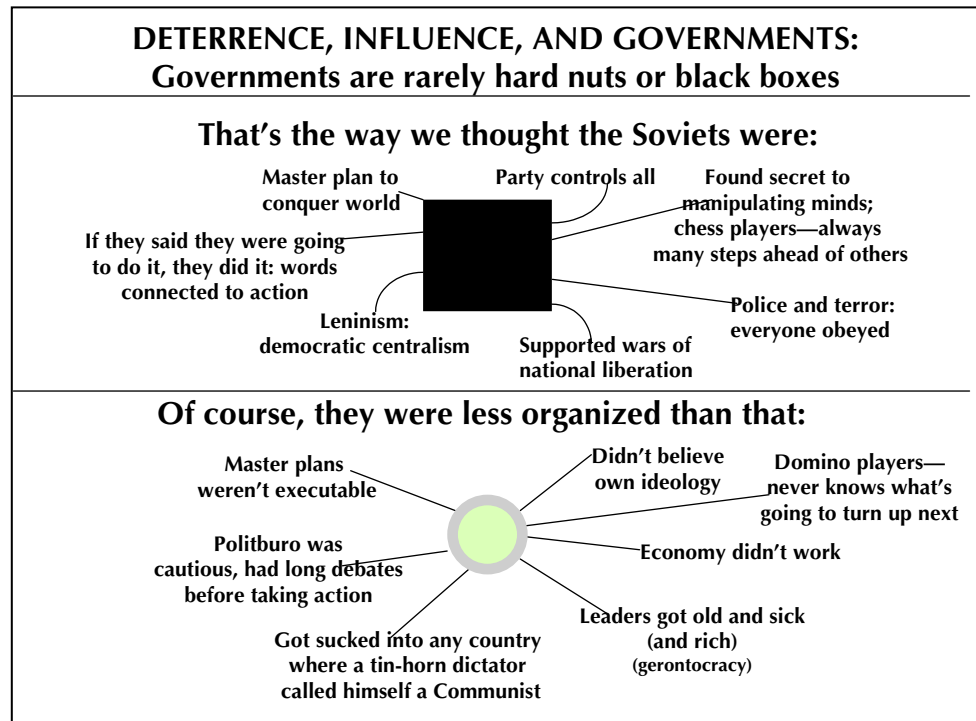 DETERRENCE, INFLUENCE, AND GOVERNMENTS:
Governments are rarely hard nuts or black boxes
That's the way we thought the Soviets were:
Master plan to
conquer world
Party controls all
Found secret to
manipulating minds;
chess players—always
many steps ahead of others
If they said they were going
to do it, they did it: words
connected to action
Leninism:
democratic centralism
Supported wars of
national liberation
Police and terror:
everyone obeyed
Of course, they were less organized than that:
Master plans
weren't executable
Didn't believe
own ideology
Domino players—
never knows what's
going to turn up next
Politburo was
cautious, had long debates
before taking action
Economy didn't work
Got sucked into any country
where a tin-horn dictator
called himself a Communist
Leaders got old and sick
(and rich)
(gerontocracy)